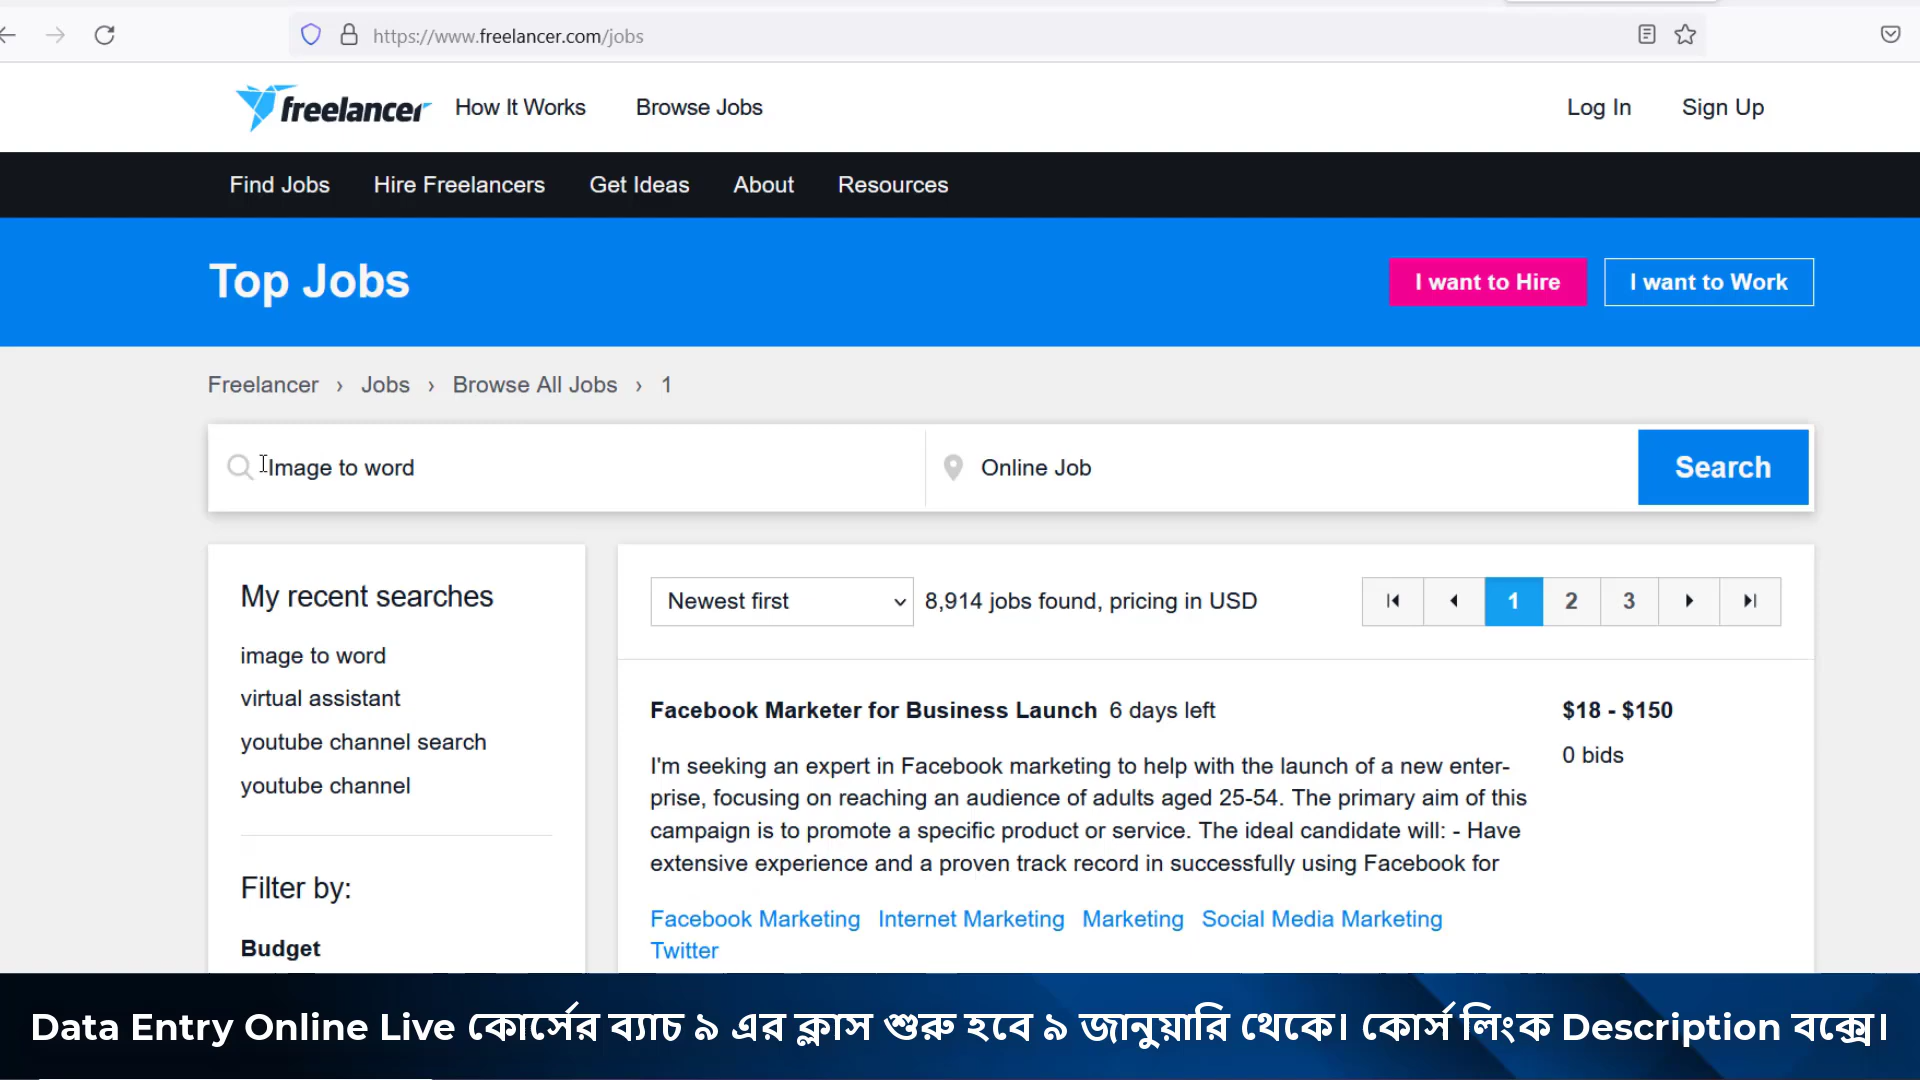 https://www.freelancer.com/jobs
freelancer How It Works Browse Jobs Log In Sign Up
Find Jobs Hire Freelancers Get Ideas About Resources
Top Jobs I want to Hire I want to Work
Freelancer › Jobs › Browse All Jobs › 1
Image to word Online Job Search
My recent searches
image to word
virtual assistant
youtube channel search
youtube channel
Filter by:
Budget
Newest first 8,914 jobs found, pricing in USD 1 2 3
Facebook Marketer for Business Launch 6 days left $18 - $150
0 bids
I'm seeking an expert in Facebook marketing to help with the launch of a new enter-
prise, focusing on reaching an audience of adults aged 25-54. The primary aim of this
campaign is to promote a specific product or service. The ideal candidate will: - Have
extensive experience and a proven track record in successfully using Facebook for
Facebook Marketing Internet Marketing Marketing Social Media Marketing
Twitter
Data Entry Online Live কোর্সের ব্যাচ ৯ এর ক্লাস শুরু হবে ৯ জানুয়ারি থেকে। কোর্স লিংক Description বক্সে।